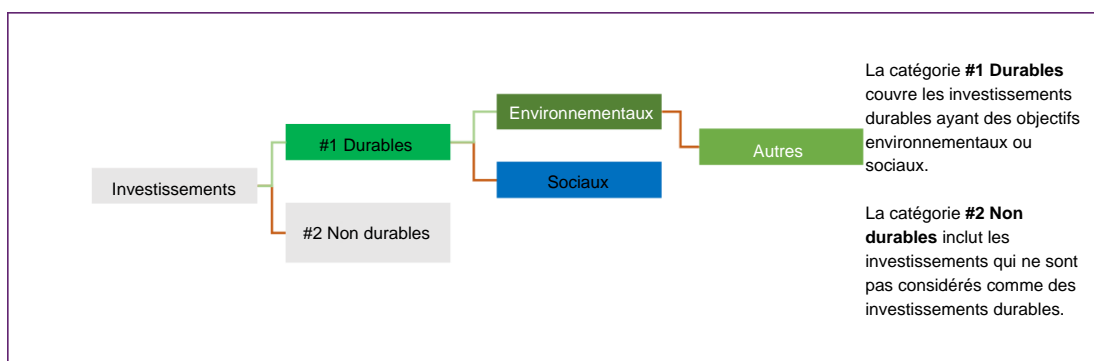 Investissements
#1 Durables
#2 Non durables
Environnementaux
Sociaux
Autres
La catégorie #1 Durables
couvre les investissements
durables ayant des objectifs
environnementaux ou
sociaux.
La catégorie #2 Non
durables inclut les
investissements qui ne sont
pas considérés comme des
investissements durables.